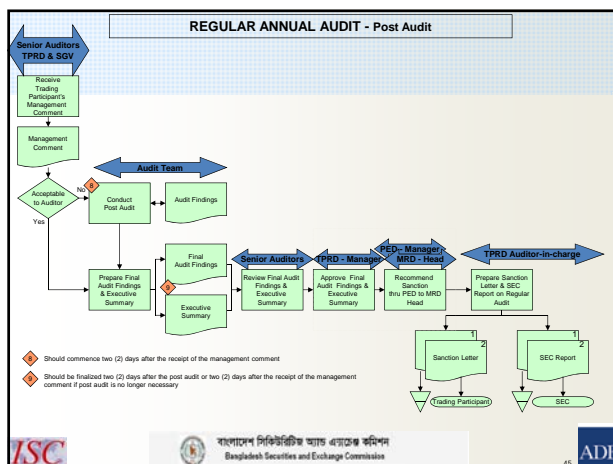 REGULAR ANNUAL AUDIT - Post Audit
Senior Auditors
TPRD & SGV
Receive
Trading
Participant's
Management
Comment
Management
Comment
Audit Team
Acceptable
to Auditor
No
Yes
8
Conduct
Post Audit
Audit Findings
Prepare Final
Audit Findings
& Executive
Summary
Final
Audit Findings
9
Executive
Summary
Senior Auditors
Review Final Audit
Findings &
Executive
Summary
TPRD - Manager
Approve Final
Audit Findings &
Executive
Summary
PED - Manager
MRD - Head
Recommend
Sanction
thru PED to MRD
Head
TPRD Auditor-in-charge
Prepare Sanction
Letter & SEC
Report on Regular
Audit
1
2
Sanction Letter
Trading Participant
1
2
SEC Report
SEC
8 Should commence two (2) days after the receipt of the management comment
9 Should be finalized two (2) days after the post audit or two (2) days after the receipt of the management
comment if post audit is no longer necessary
ISC
বাংলাদেশ সিকিউরিটিজ অ্যান্ড এক্সচেঞ্জ কমিশন
Bangladesh Securities and Exchange Commission
45
ADB